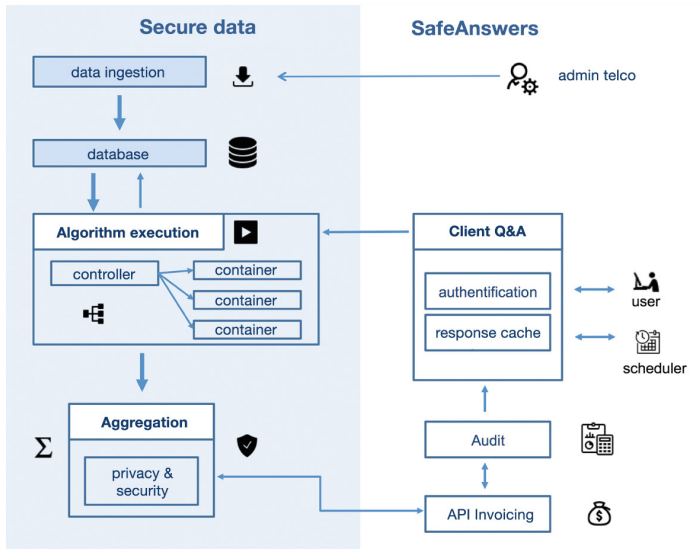 Secure data
SafeAnswers
data ingestion
admin telco
database
Algorithm execution
controller
container
container
container
Client Q&A
authentification
response cache
user
scheduler
Aggregation
privacy &
security
Σ
Audit
API Invoicing
$